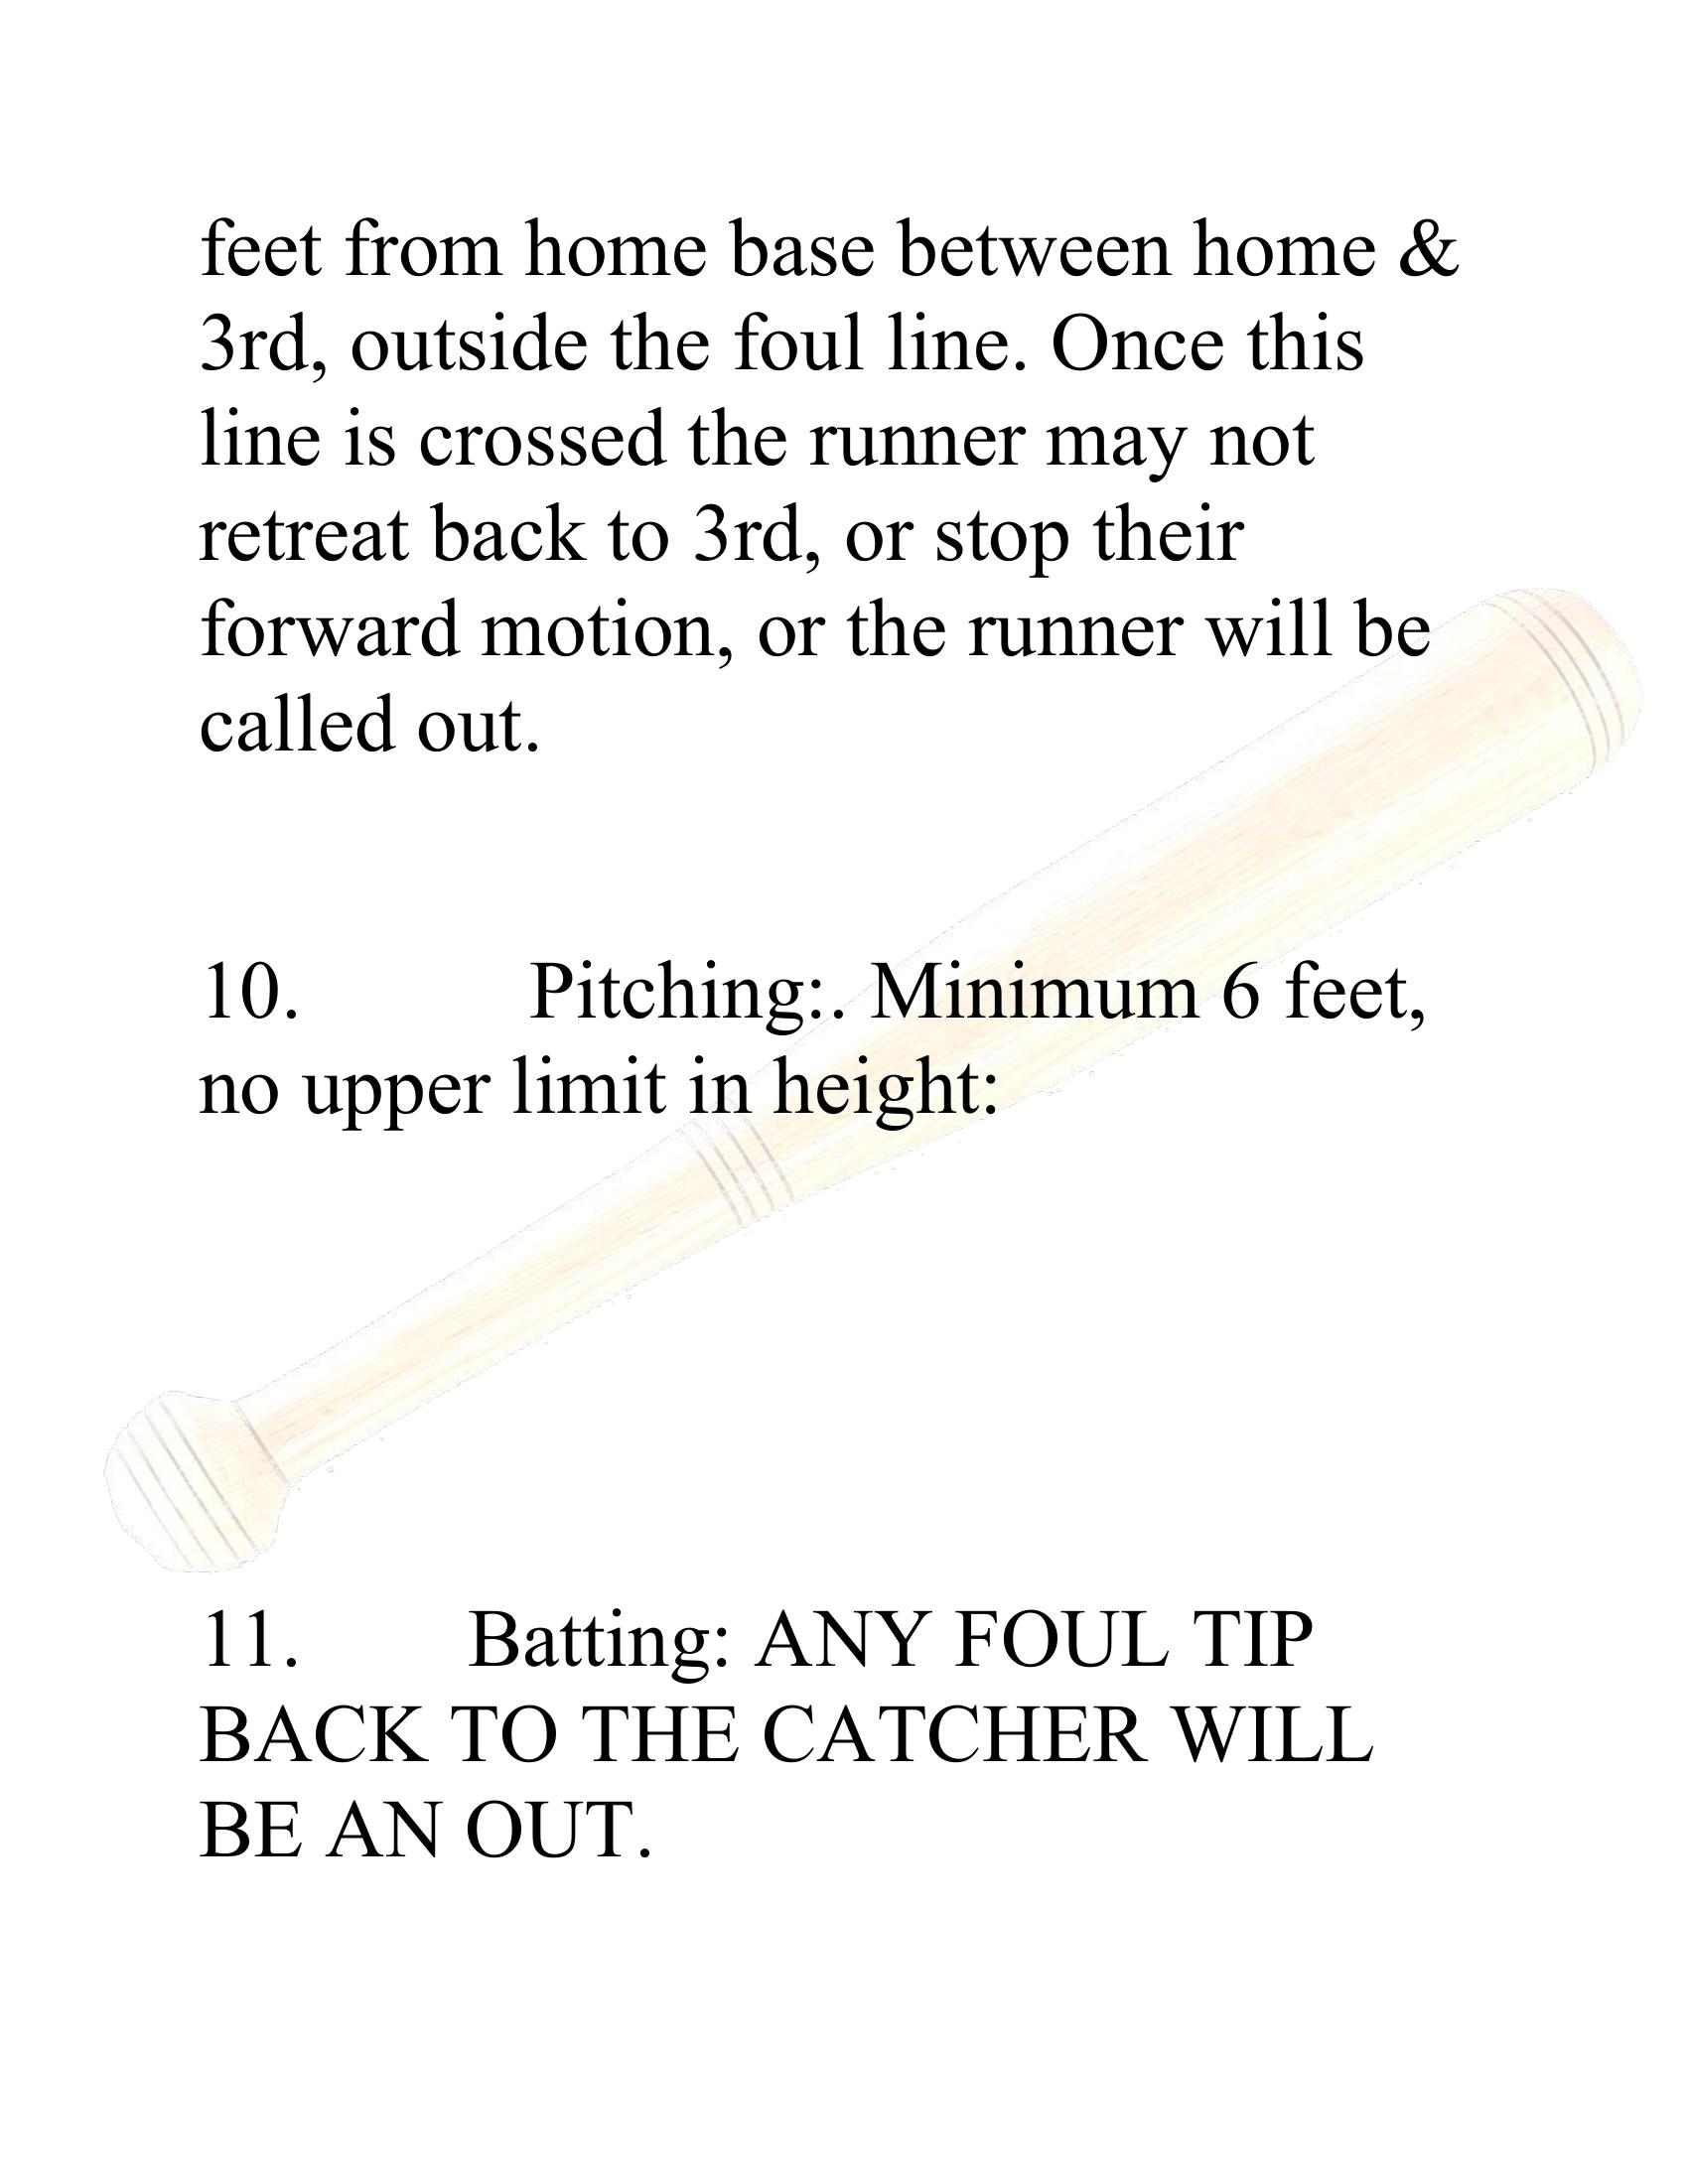 feet from home base between home &
3rd, outside the foul line. Once this
line is crossed the runner may not
retreat back to 3rd, or stop their
forward motion, or the runner will be
called out.
10. Pitching:. Minimum 6 feet,
no upper limit in height:
11. Batting: ANY FOUL TIP
BACK TO THE CATCHER WILL
BE AN OUT.